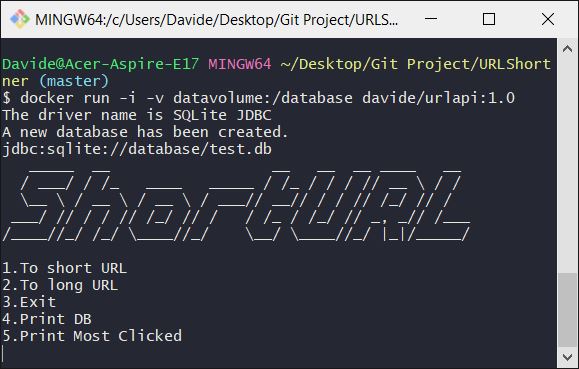 MINGW64:/c/Users/Davide/Desktop/Git Project/URLS...
Davide@Acer-Aspire-E17 MINGW64 ~/Desktop/Git Project/URLShort
ner (master)
$ docker run -i -v datavolume:/database davide/urlapi:1.0
The driver name is SQLite JDBC
A new database has been created.
jdbc:sqlite://database/test.db
ShortURL
1.To short URL
2.To long URL
3.Exit
4.Print DB
5.Print Most Clicked